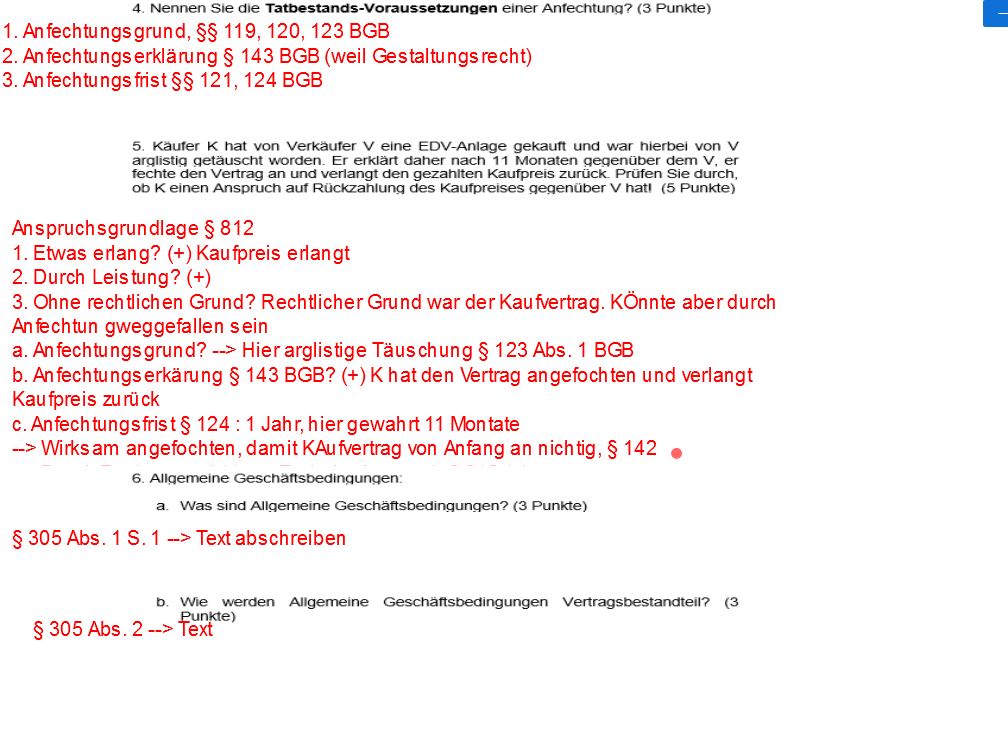 4. Nennen Sie die Tatbestands-Voraussetzungen einer Anfechtung? (3 Punkte)
1. Anfechtungsgrund, §§ 119, 120, 123 BGB
2. Anfechtungserklärung § 143 BGB (weil Gestaltungsrecht)
3. Anfechtungsfrist §§ 121, 124 BGB
5. Käufer K hat von Verkäufer V eine EDV-Anlage gekauft und war hierbei von V
arglistig getäuscht worden. Er erklärt daher nach 11 Monaten gegenüber dem V, er
fechte den Vertrag an und verlangt den gezahlten Kaufpreis zurück. Prüfen Sie durch,
ob K einen Anspruch auf Rückzahlung des Kaufpreises gegenüber V hat! (5 Punkte)
Anspruchsgrundlage § 812
1. Etwas erlang? (+) Kaufpreis erlangt
2. Durch Leistung? (+)
3. Ohne rechtlichen Grund? Rechtlicher Grund war der Kaufvertrag. KÖnnte aber durch
Anfechtun gweggefallen sein
a. Anfechtungsgrund? --> Hier arglistige Täuschung § 123 Abs. 1 BGB
b. Anfechtungserkärung § 143 BGB? (+) K hat den Vertrag angefochten und verlangt
Kaufpreis zurück
c. Anfechtungsfrist § 124 : 1 Jahr, hier gewahrt 11 Montate
--> Wirksam angefochten, damit KAufvertrag von Anfang an nichtig, § 142
6. Allgemeine Geschäftsbedingungen:
a. Was sind Allgemeine Geschäftsbedingungen? (3 Punkte)
§ 305 Abs. 1 S. 1 --> Text abschreiben
b. Wie werden Allgemeine Geschäftsbedingungen Vertragsbestandteil? (3
Punkte)
§ 305 Abs. 2 --> Text